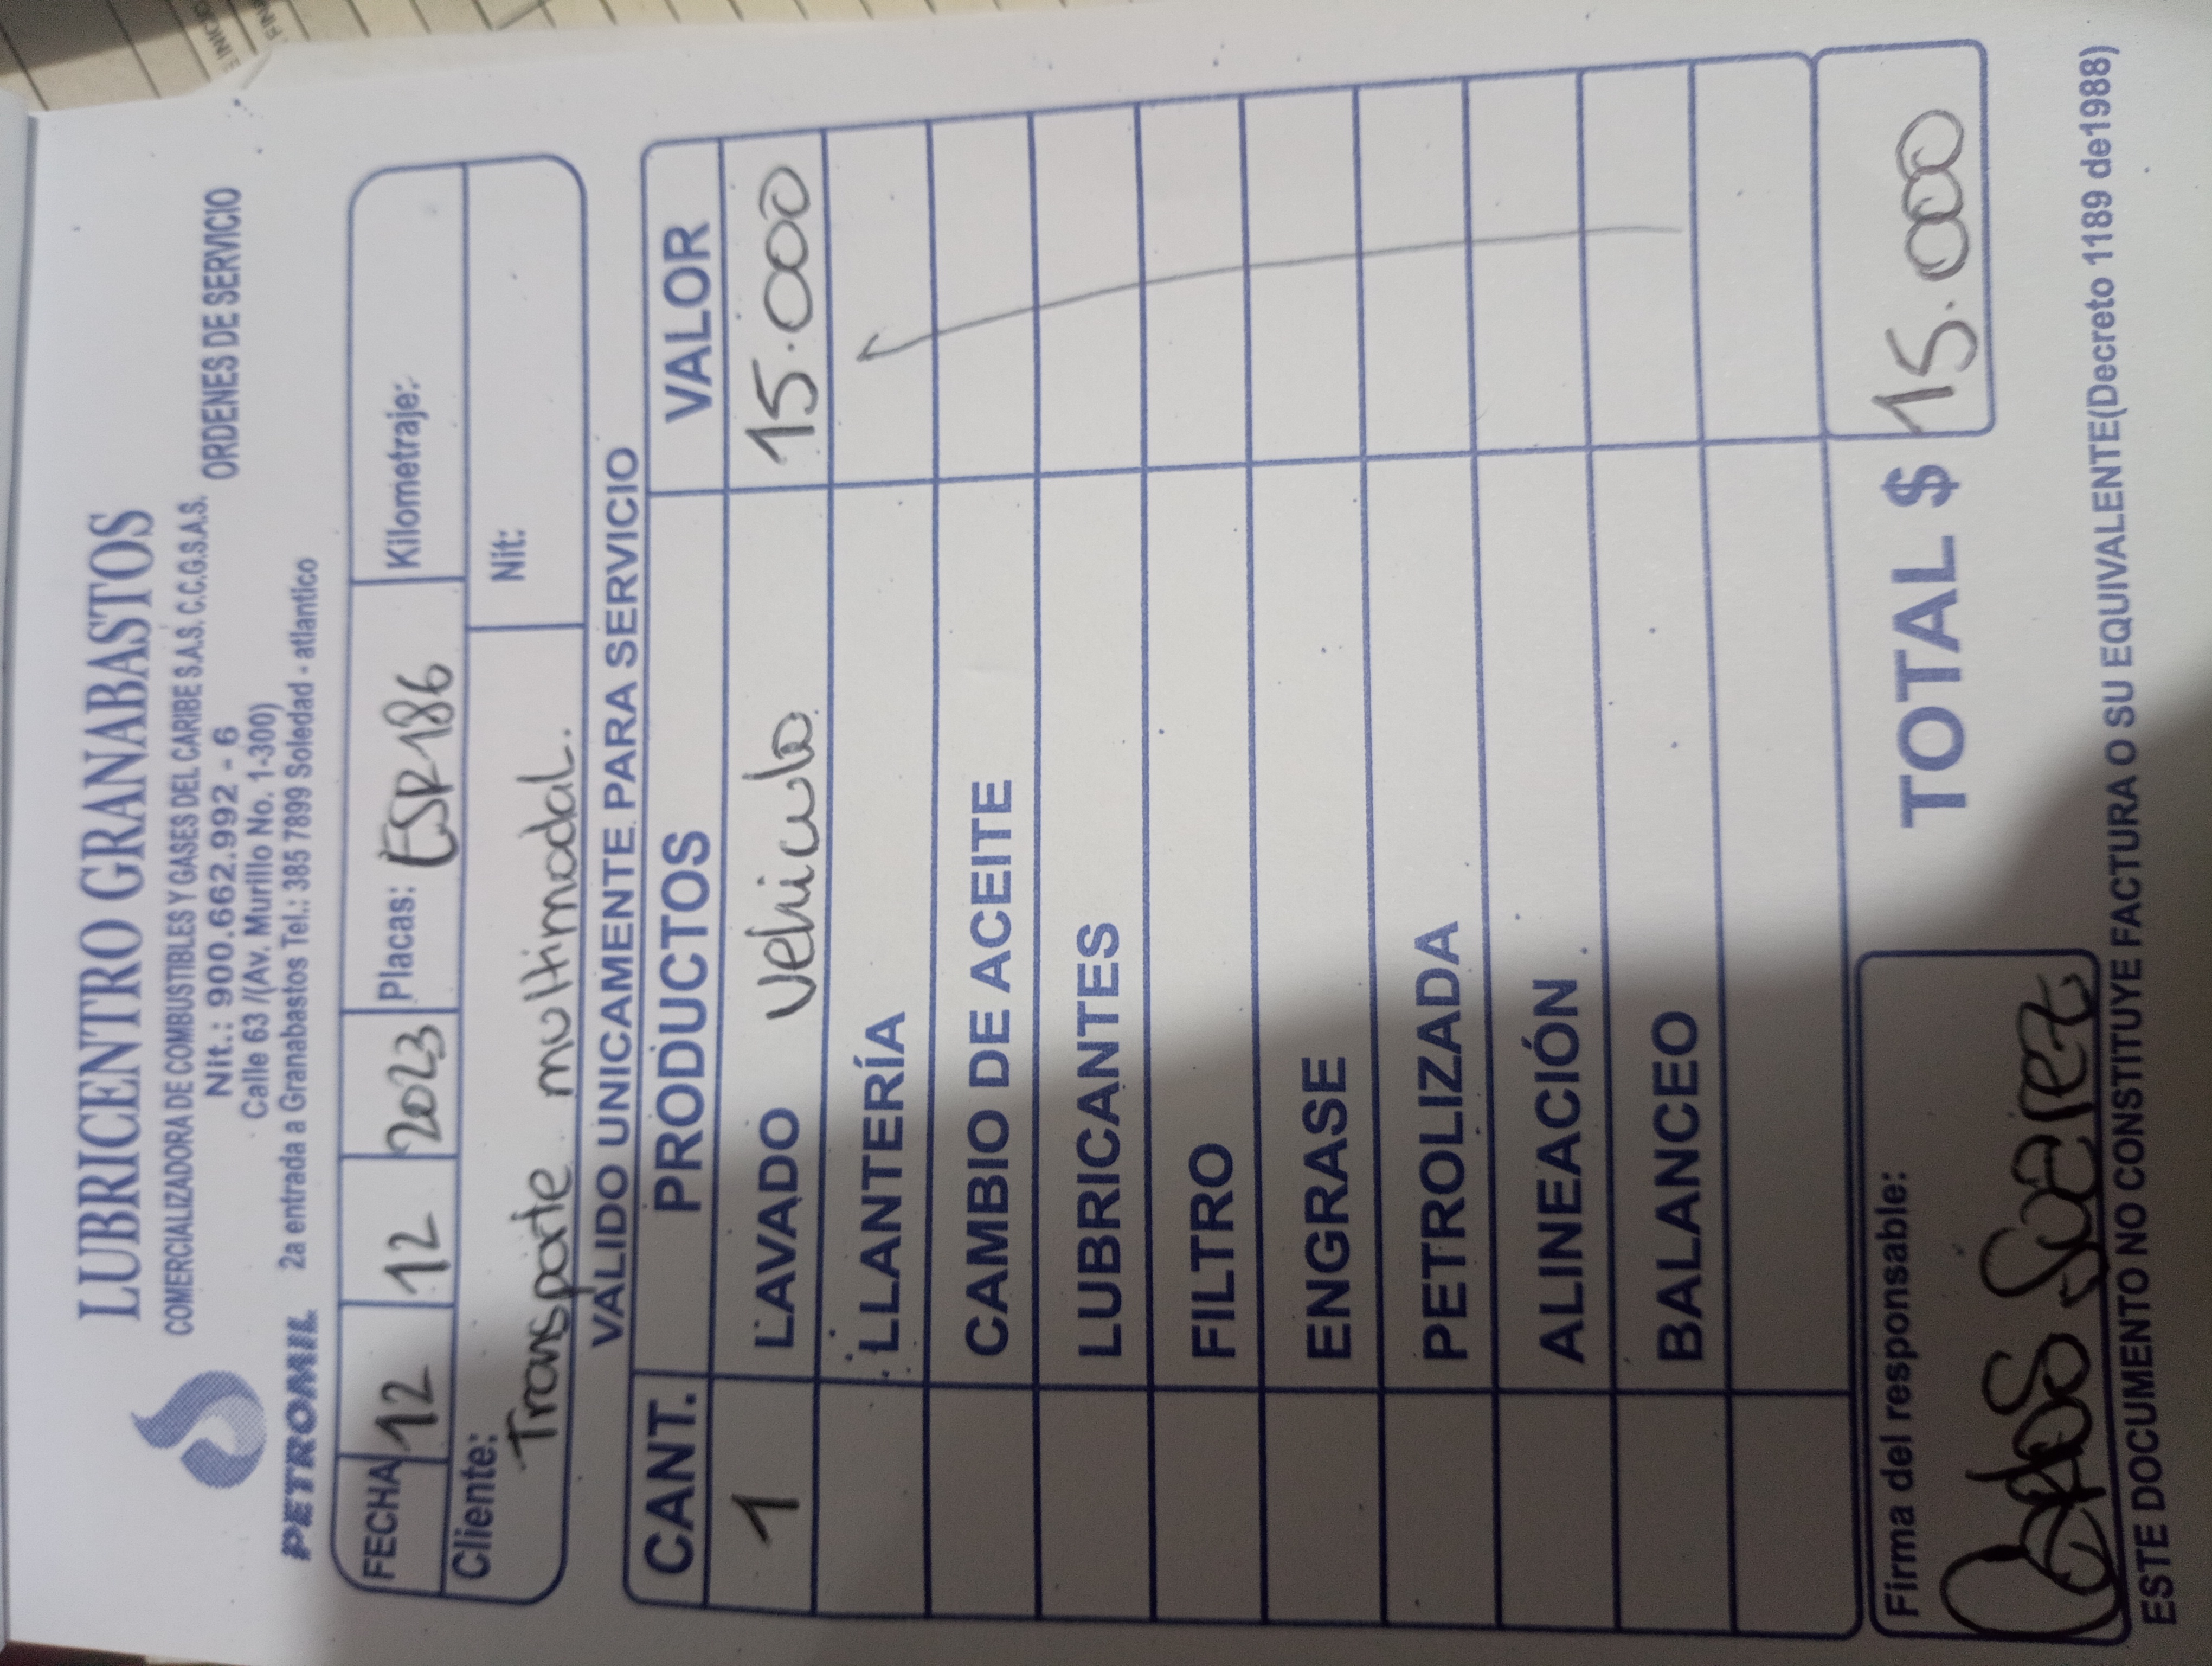 LUBRICENTRO GRANABASTOS
COMERCIALIZADORA DE COMBUSTIBLES Y GASES DEL CARIBE S.A.S. C.C.G.S.A.S.
Nit.: 900.662.992 - 6
ORDENES DE SERVICIO
Calle 63 /(Av. Murillo No. 1-300)
PETROMIL 2a entrada a Granabastos Tel.: 385 7899 Soledad - atlantico
FECHA 12 12 2023 Placas: ESR186 Kilometraje:
Cliente: Nit:
Transporte multimodal.
VALIDO UNICAMENTE PARA SERVICIO
CANT. PRODUCTOS VALOR
1 LAVADO vehiculo 15.000
LLANTERÍA
CAMBIO DE ACEITE
LUBRICANTES
FILTRO
ENGRASE
PETROLIZADA
ALINEACIÓN
BALANCEO
TOTAL $ 15.000
Firma del responsable:
ESTE DOCUMENTO NO CONSTITUYE FACTURA O SU EQUIVALENTE(Decreto 1189 de1988)